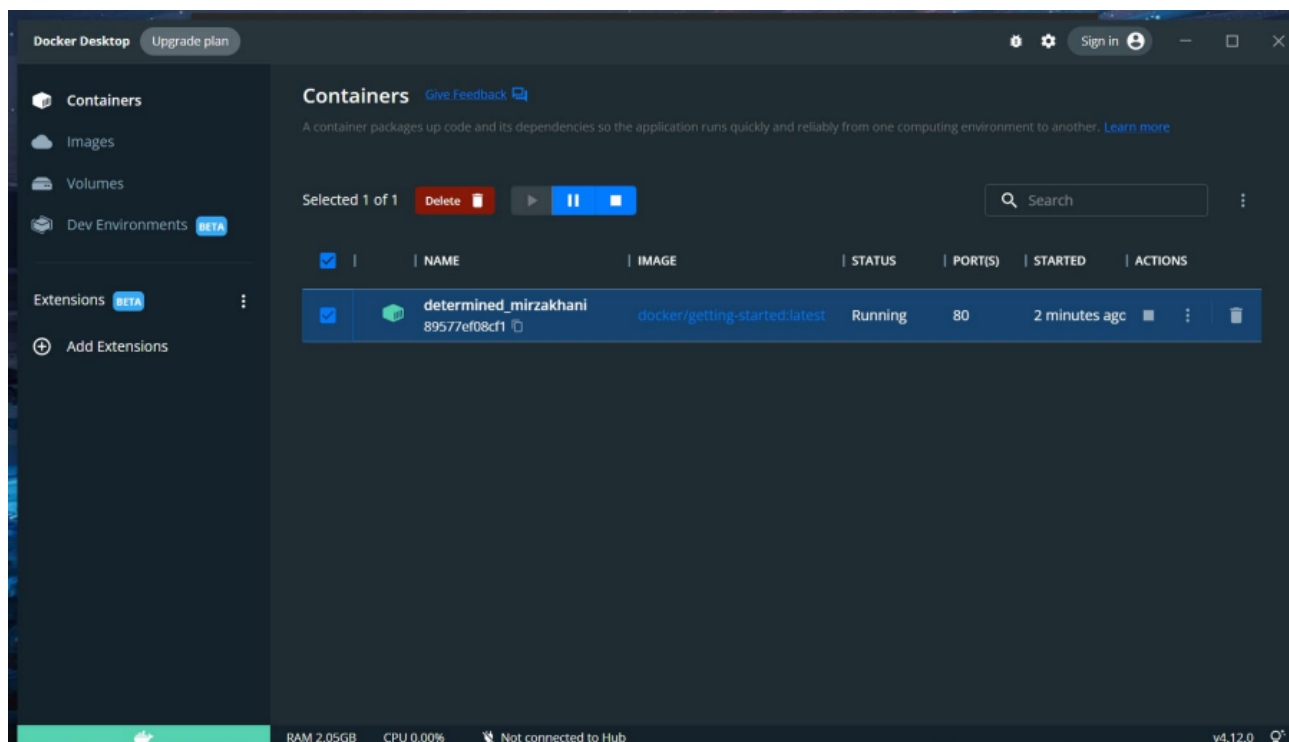 Docker Desktop Upgrade plan Sign in
Containers
Images
Volumes
Dev Environments BETA
Extensions BETA
Add Extensions
Containers Give Feedback
A container packages up code and its dependencies so the application runs quickly and reliably from one computing environment to another. Learn more
Selected 1 of 1 Delete Search
NAME IMAGE STATUS PORT(S) STARTED ACTIONS
determined_mirzakhani docker/getting-started:latest Running 80 2 minutes agc
89577ef08cf1
RAM 2.05GB CPU 0.00% Not connected to Hub v4.12.0